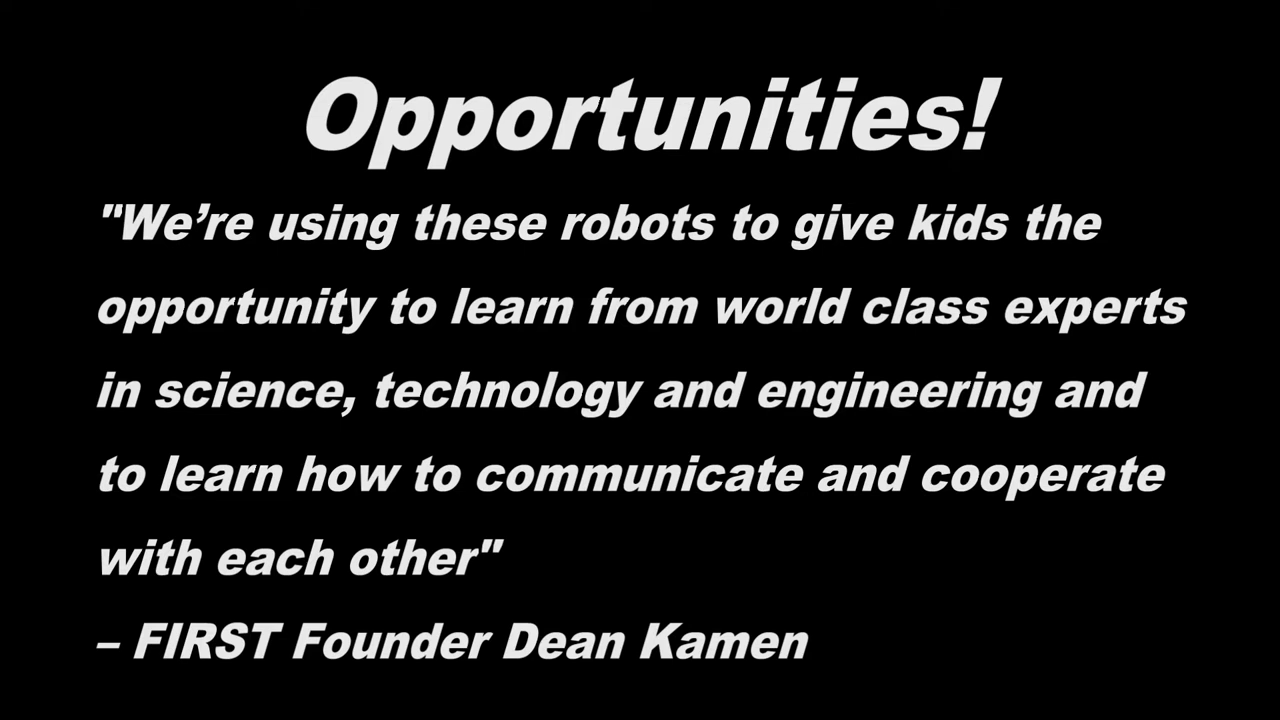 Opportunities!
"We’re using these robots to give kids the
opportunity to learn from world class experts
in science, technology and engineering and
to learn how to communicate and cooperate
with each other"
– FIRST Founder Dean Kamen